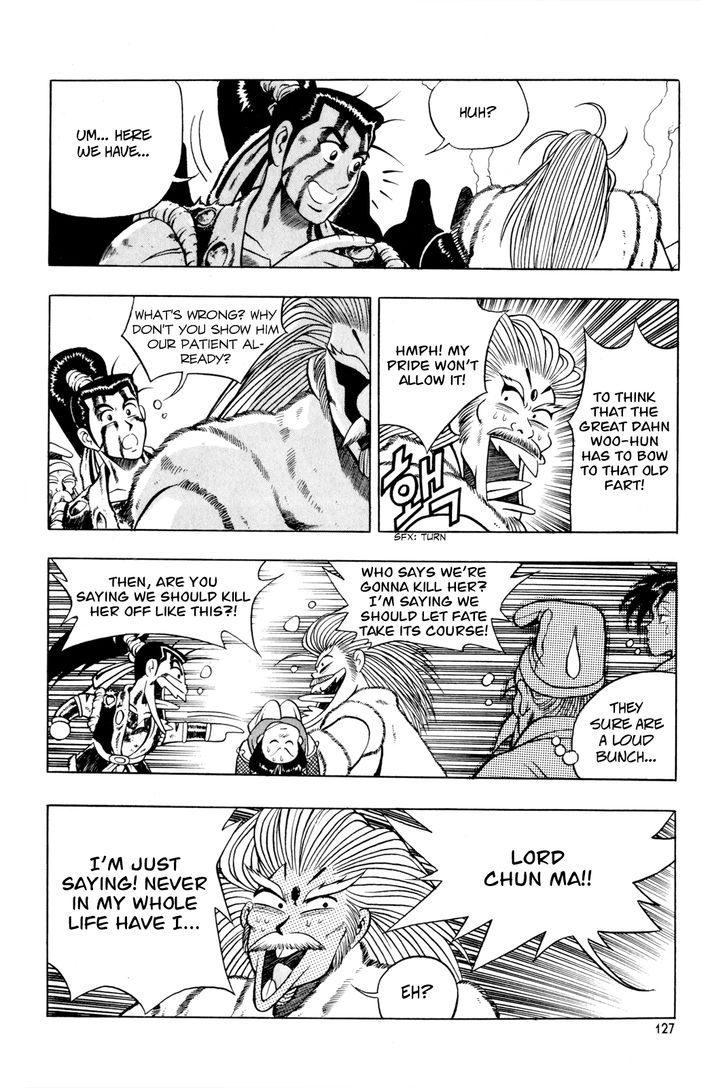 UM... HERE
WE HAVE...
HUH?
WHAT'S WRONG? WHY
DON'T YOU SHOW HIM
OUR PATIENT AL-
READY?
HMPH! MY
PRIDE WON'T
ALLOW IT!
TO THINK
THAT THE
GREAT DAHN
WOO-HUN
HAS TO BOW
TO THAT OLD
FART!
홱
SFX: TURN
THEN, ARE YOU
SAYING WE SHOULD KILL
HER OFF LIKE THIS?!
WHO SAYS WE'RE
GONNA KILL HER?
I'M SAYING WE
SHOULD LET FATE
TAKE ITS COURSE!
THEY
SURE ARE
A LOUD
BUNCH...
I'M JUST
SAYING! NEVER
IN MY WHOLE
LIFE HAVE I...
LORD
CHUN MA!!
EH?
127